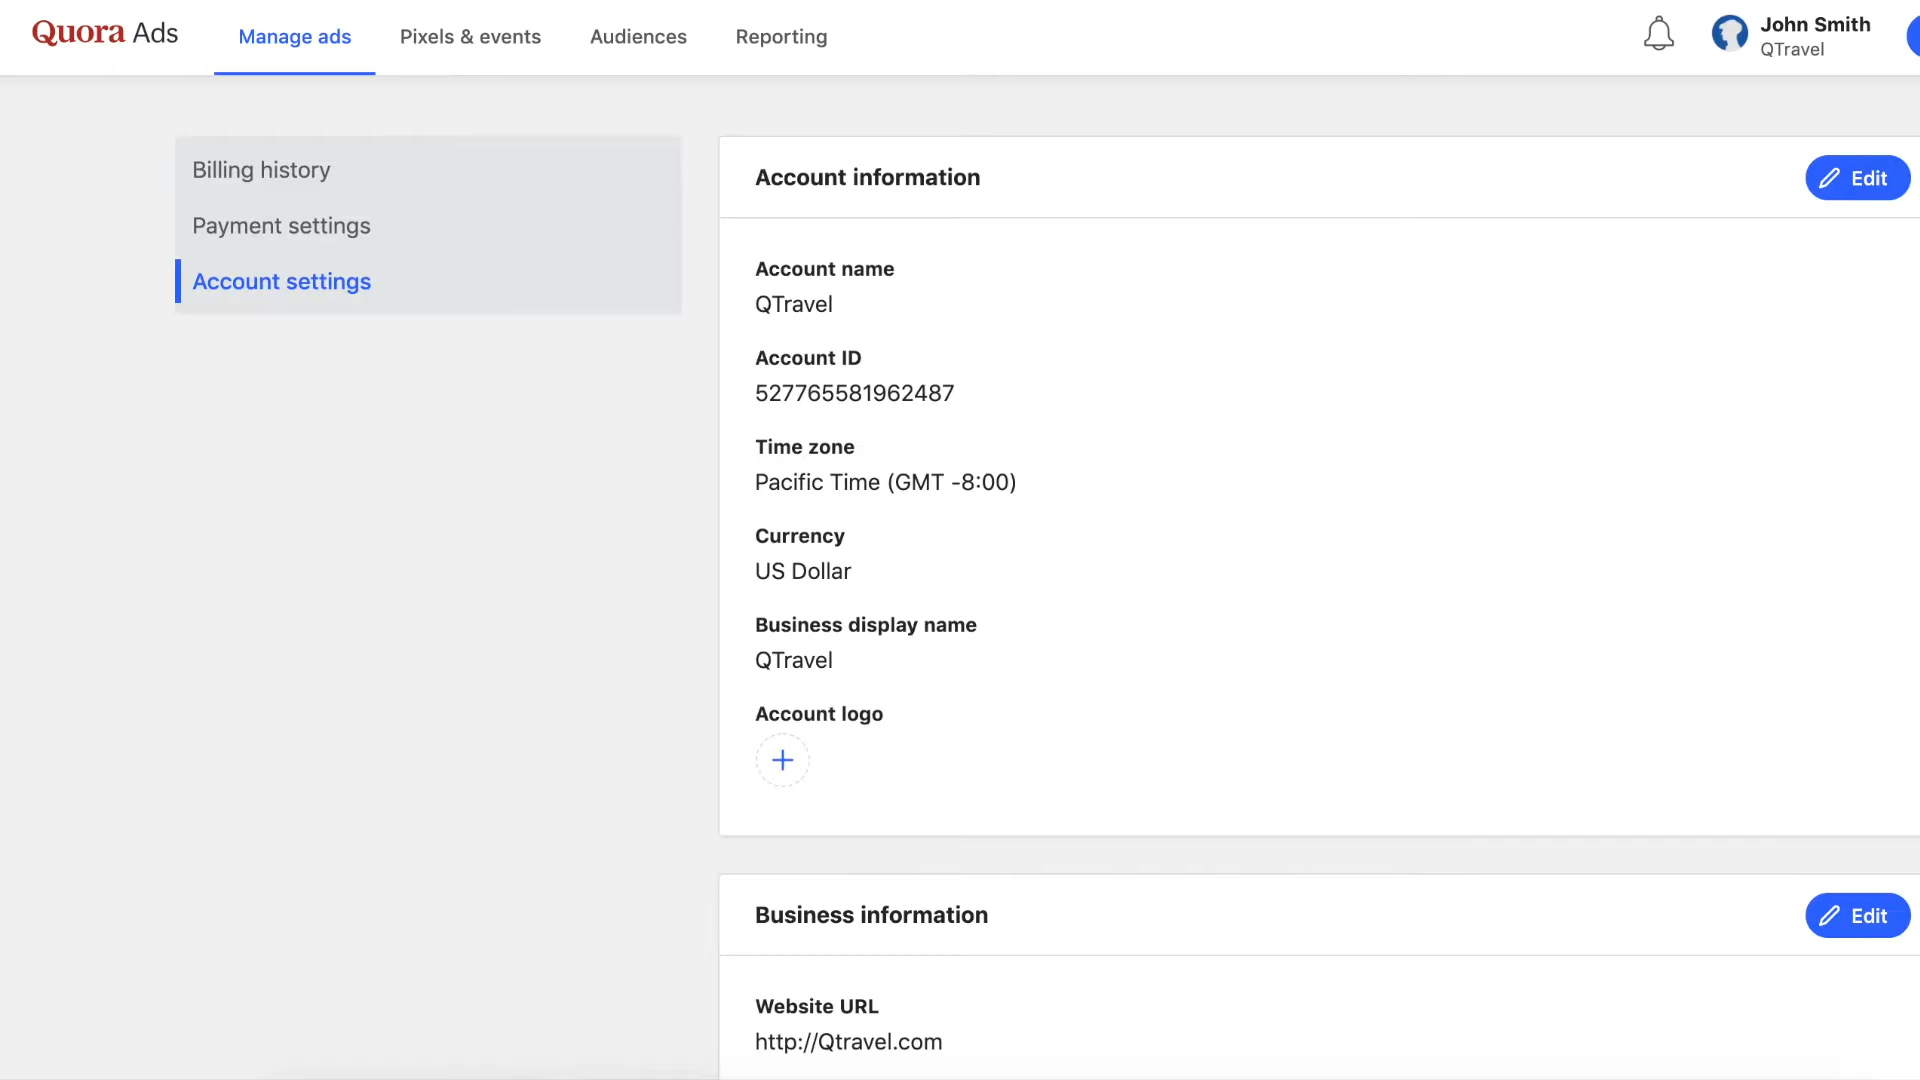 Quora Ads
Manage ads
Pixels & events
Audiences
Reporting
John Smith
QTravel
Billing history
Payment settings
Account settings
Account information
Edit
Account name
QTravel
Account ID
527765581962487
Time zone
Pacific Time (GMT -8:00)
Currency
US Dollar
Business display name
QTravel
Account logo
Business information
Edit
Website URL
http://Qtravel.com